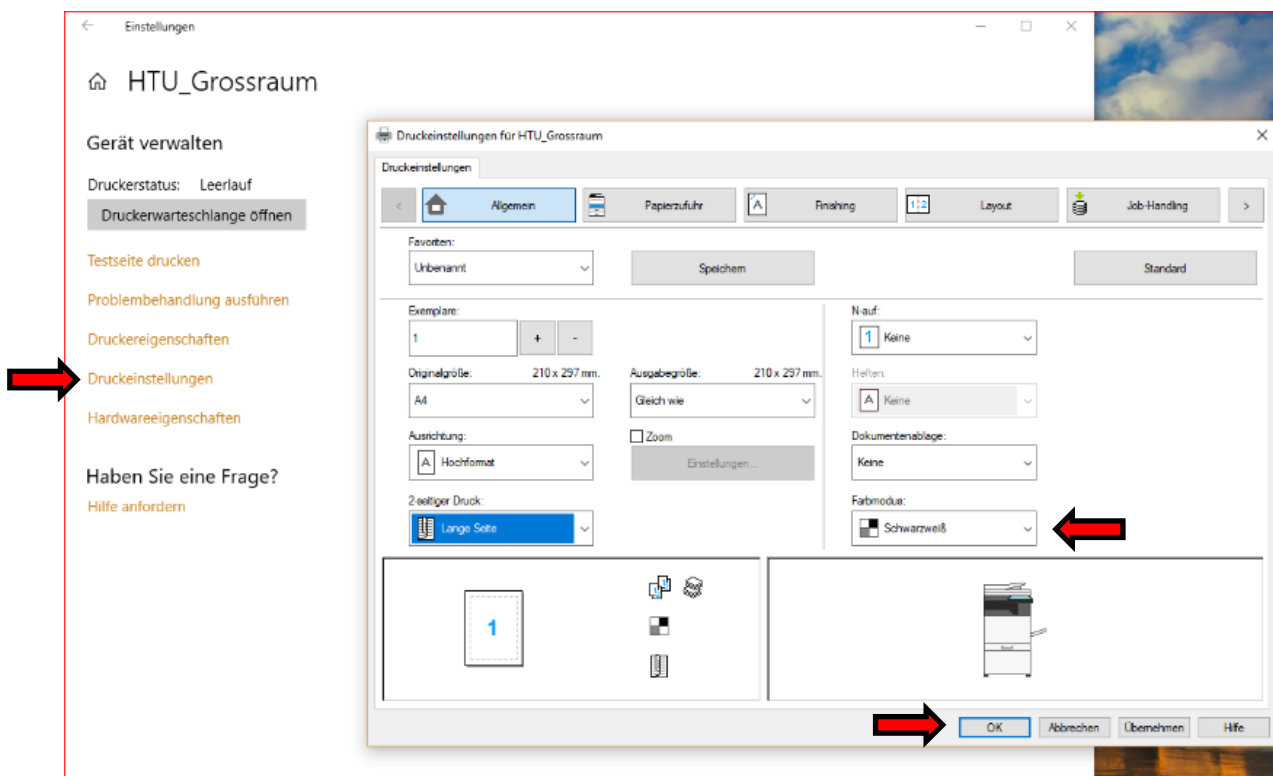 Einstellungen
HTU_Grossraum
Gerät verwalten
Druckerstatus: Leerlauf
Druckerwarteschlange öffnen
Testseite drucken
Problembehandlung ausführen
Druckereigenschaften
Druckeinstellungen
Hardwareeigenschaften
Haben Sie eine Frage?
Hilfe anfordern
Druckeinstellungen für HTU_Grossraum
Druckeinstellungen
< Allgemein Papierzufuhr A Finishing 1 2 Layout Job-Handling >
Favoriten:
Unbenannt Speichern Standard
Exemplare: N-auf:
1 + - 1 Keine
Originalgröße: 210 x 297 mm. Ausgabegröße: 210 x 297 mm. Heften:
A4 Gleich wie A Keine
Ausrichtung: Zoom Dokumentenablage:
A Hochformat Einstellungen... Keine
2-seitiger Druck: Farbmodus:
Lange Seite Schwarzweiß
1
OK Abbrechen Übernehmen Hilfe